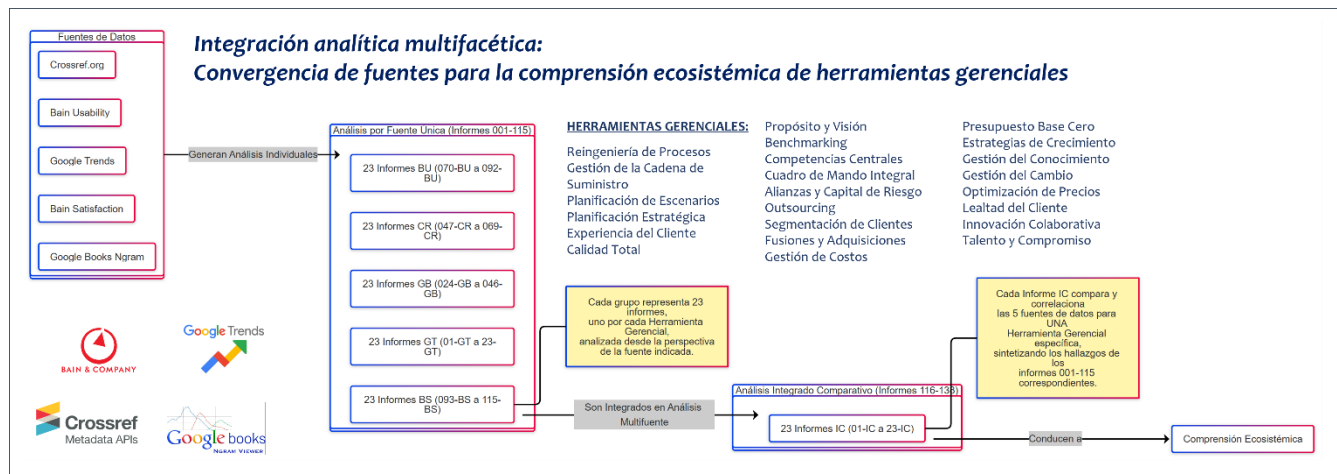 Integración analítica multifacética:
Convergencia de fuentes para la comprensión ecosistémica de herramientas gerenciales
Fuentes de Datos
Crossref.org
Bain Usability
Google Trends
Bain Satisfaction
Google Books Ngram
Generan Análisis Individuales
Análisis por Fuente Única (Informes 001-115)
23 Informes BU (070-BU a 092-
BU)
23 Informes CR (047-CR a 069-
CR)
23 Informes GB (024-GB a 046-
GB)
23 Informes GT (01-GT a 23-
GT)
23 Informes BS (093-BS a 115-
BS)
HERRAMIENTAS GERENCIALES:
Reingeniería de Procesos
Gestión de la Cadena de
Suministro
Planificación de Escenarios
Planificación Estratégica
Experiencia del Cliente
Calidad Total
Propósito y Visión
Benchmarking
Competencias Centrales
Cuadro de Mando Integral
Alianzas y Capital de Riesgo
Outsourcing
Segmentación de Clientes
Fusiones y Adquisiciones
Gestión de Costos
Presupuesto Base Cero
Estrategias de Crecimiento
Gestión del Conocimiento
Gestión del Cambio
Optimización de Precios
Lealtad del Cliente
Innovación Colaborativa
Talento y Compromiso
Cada grupo representa 23
informes,
uno por cada Herramienta
Gerencial,
analizada desde la perspectiva
de la fuente indicada.
Cada Informe IC compara y
correlaciona
las 5 fuentes de datos para
UNA
Herramienta Gerencial
específica,
sintetizando los hallazgos de
los
informes 001-115
correspondientes.
Son Integrados en Análisis
Multifuente
Análisis Integrado Comparativo (Informes 116-138)
23 Informes IC (01-IC a 23-IC)
Conducen a
Comprensión Ecosistémica
BAIN & COMPANY
Google Trends
Crossref
Metadata APIs
Google books
NGRAM VIEWER